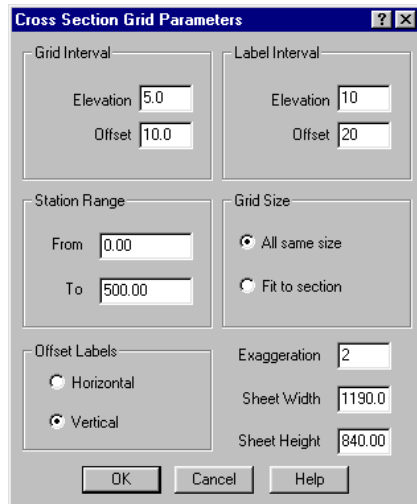 Cross Section Grid Parameters
Grid Interval
Elevation 5.0
Offset 10.0
Label Interval
Elevation 10
Offset 20
Station Range
From 0.00
To 500.00
Grid Size
All same size
Fit to section
Offset Labels
Horizontal
Vertical
Exaggeration 2
Sheet Width 1190.0
Sheet Height 840.00
OK Cancel Help